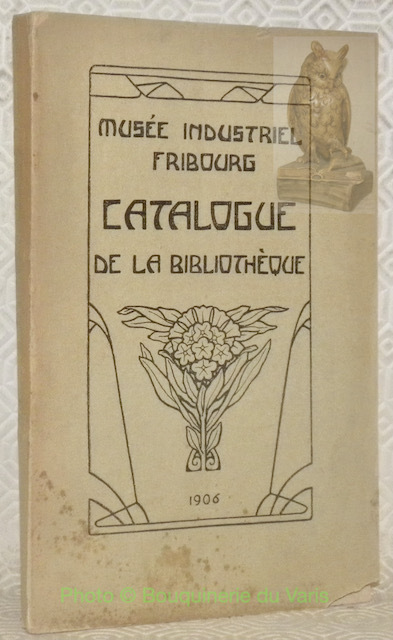 MUSÉE INDUSTRIEL
FRIBOURG
CATALOGUE
DE LA BIBLIOTHÈQUE
1906
Photo © Bouquinerie du Varis